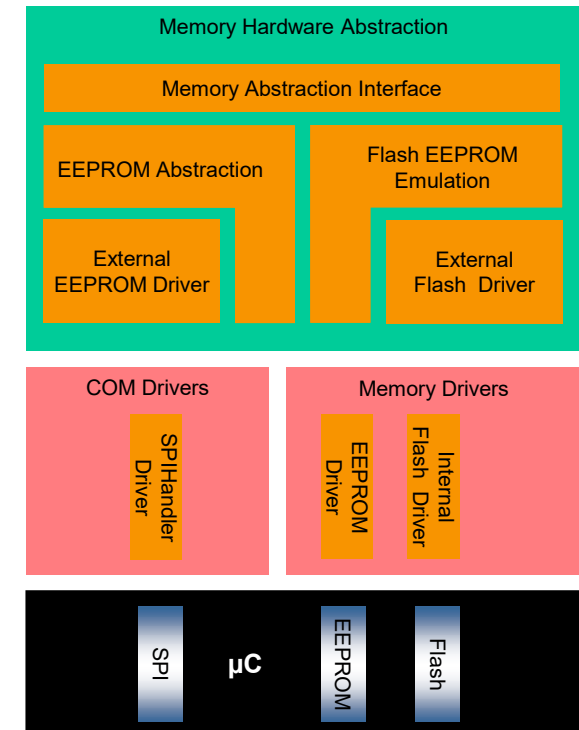 Memory Hardware Abstraction
Memory Abstraction Interface
EEPROM Abstraction
Flash EEPROM
Emulation
External
EEPROM Driver
External
Flash Driver
COM Drivers
SPIHandler
Driver
Memory Drivers
EEPROM
Driver
Internal
Flash Driver
SPI
µC
EEPROM
Flash